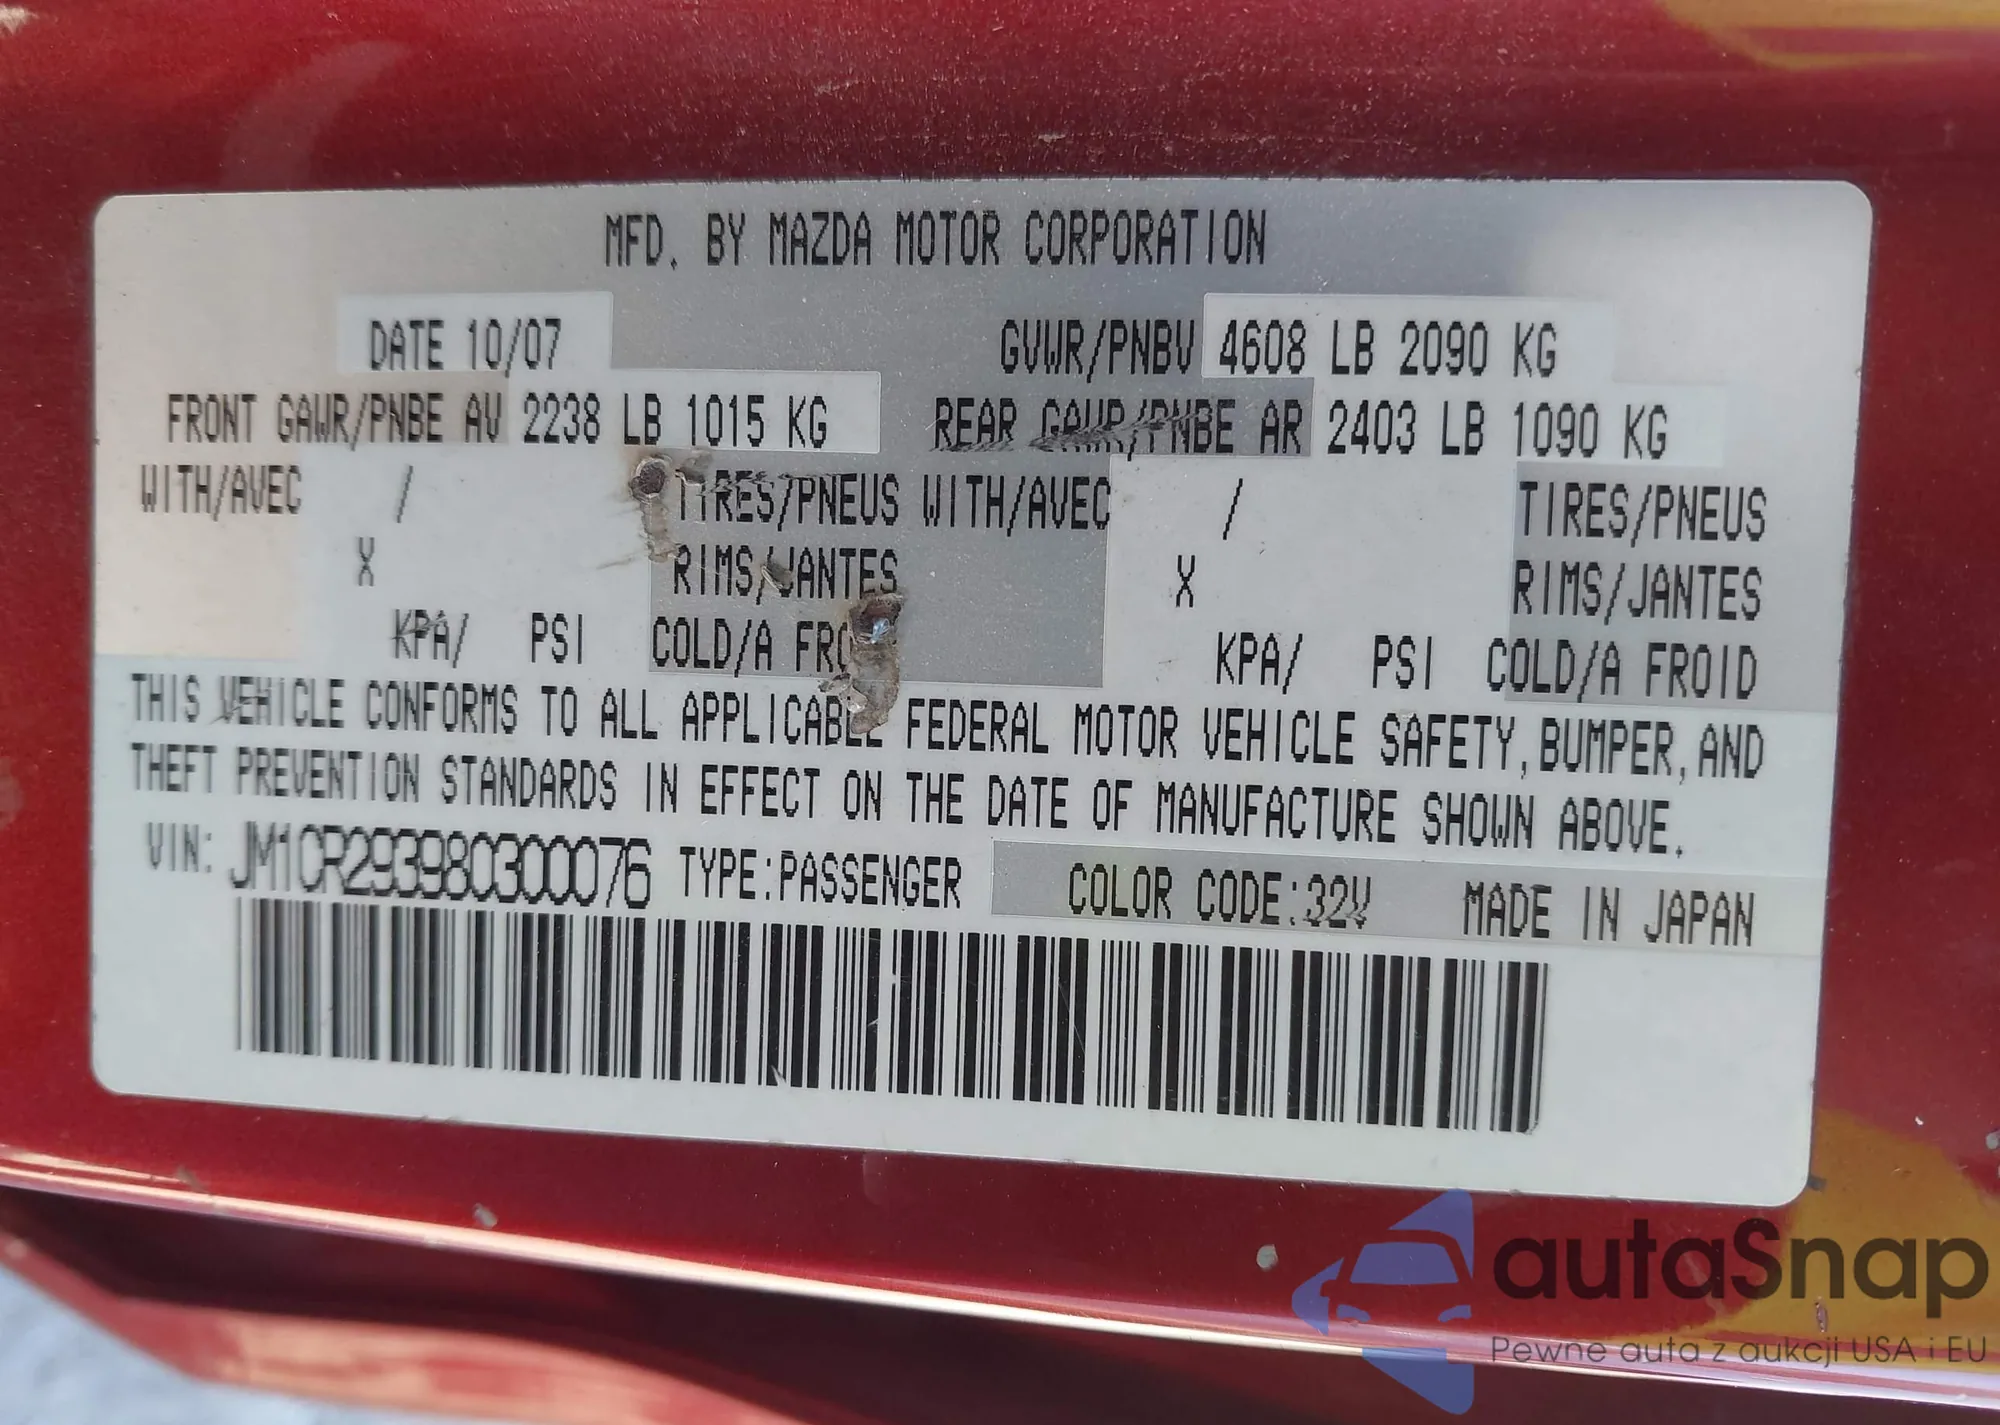 MFD. BY MAZDA MOTOR CORPORATION
DATE 10/07 GVWR/PNBV 4608 LB 2090 KG
FRONT GAWR/PNBE AV 2238 LB 1015 KG REAR GAWR/PNBE AR 2403 LB 1090 KG
WITH/AVEC / TIRES/PNEUS WITH/AVEC / TIRES/PNEUS
X RIMS/JANTES X RIMS/JANTES
KPA/ PSI COLD/A KPA/ PSI COLD/A FROID
THIS VEHICLE CONFORMS TO ALL APPLICABLE FEDERAL MOTOR VEHICLE SAFETY, BUMPER, AND
THEFT PREVENTION STANDARDS IN EFFECT ON THE DATE OF MANUFACTURE SHOWN ABOVE.
VIN: JM1CR293980300076 TYPE:PASSENGER COLOR CODE:32V MADE IN JAPAN
autaSnap
Pewne auta z aukcji USA i EU